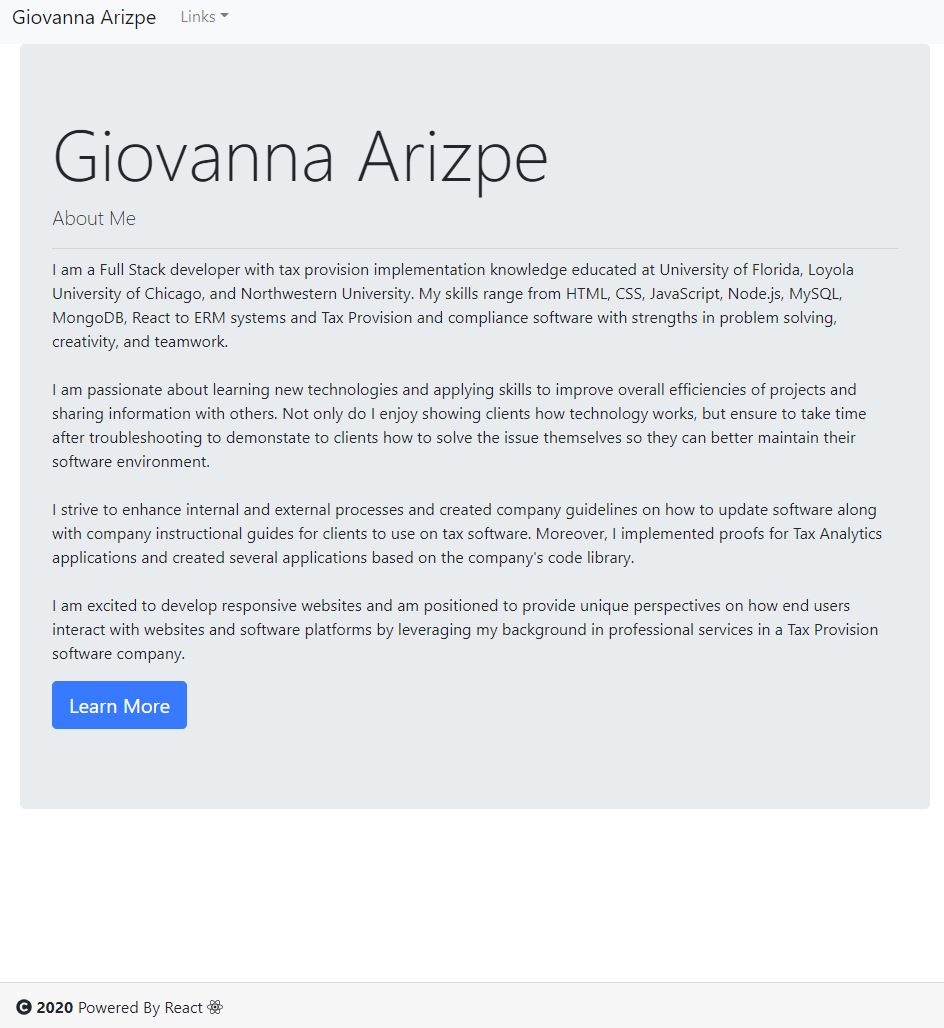 Giovanna Arizpe Links
Giovanna Arizpe
About Me
I am a Full Stack developer with tax provision implementation knowledge educated at University of Florida, Loyola
University of Chicago, and Northwestern University. My skills range from HTML, CSS, JavaScript, Node.js, MySQL,
MongoDB, React to ERM systems and Tax Provision and compliance software with strengths in problem solving,
creativity, and teamwork.
I am passionate about learning new technologies and applying skills to improve overall efficiencies of projects and
sharing information with others. Not only do I enjoy showing clients how technology works, but ensure to take time
after troubleshooting to demonstate to clients how to solve the issue themselves so they can better maintain their
software environment.
I strive to enhance internal and external processes and created company guidelines on how to update software along
with company instructional guides for clients to use on tax software. Moreover, I implemented proofs for Tax Analytics
applications and created several applications based on the company's code library.
I am excited to develop responsive websites and am positioned to provide unique perspectives on how end users
interact with websites and software platforms by leveraging my background in professional services in a Tax Provision
software company.
Learn More
© 2020 Powered By React